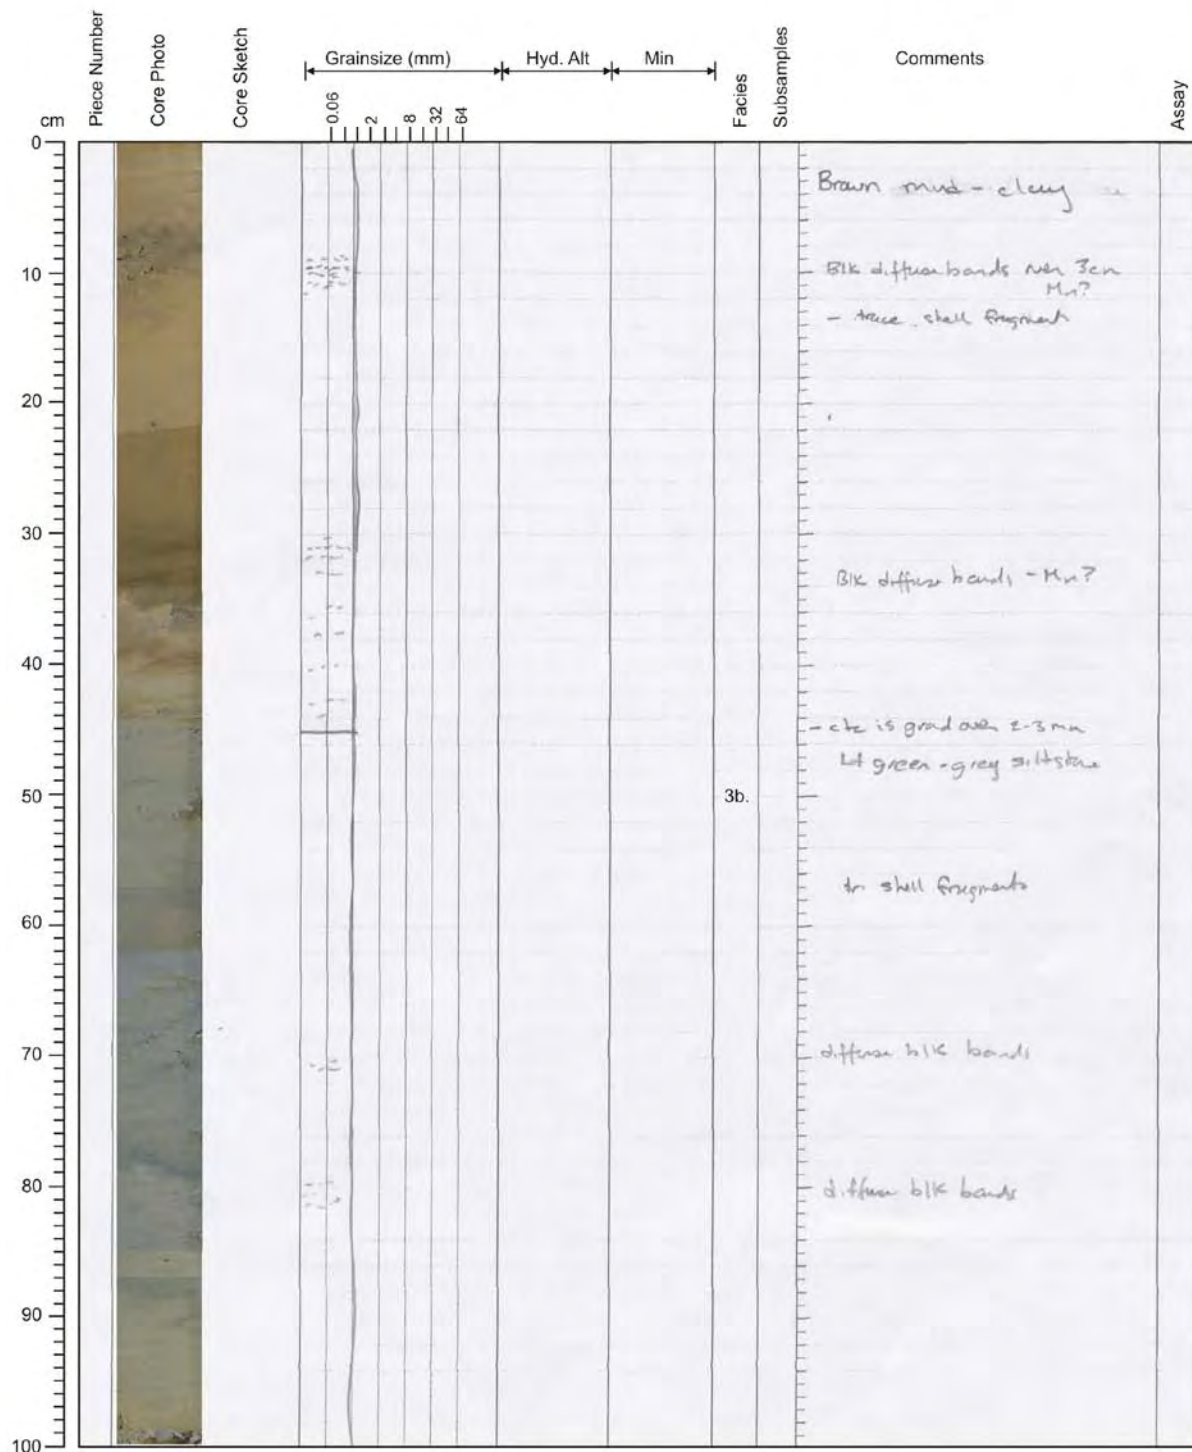 Piece Number
Core Photo
Core Sketch
Grainsize (mm)
Hyd. Alt
Min
Facies
Subsamples
Comments
Assay
cm
0.06
2
8
32
64
0
10
20
30
40
50
60
70
80
90
100
Brown mud - clay
Blk diffuse bands over 3cm
Mn?
- trace shell fragments
Blk diffuse bands - Mn?
- ctc is grad over 2-3mm
Lt green-grey siltstone
3b.
tr shell fragments
diffuse blk bands
diffuse blk bands